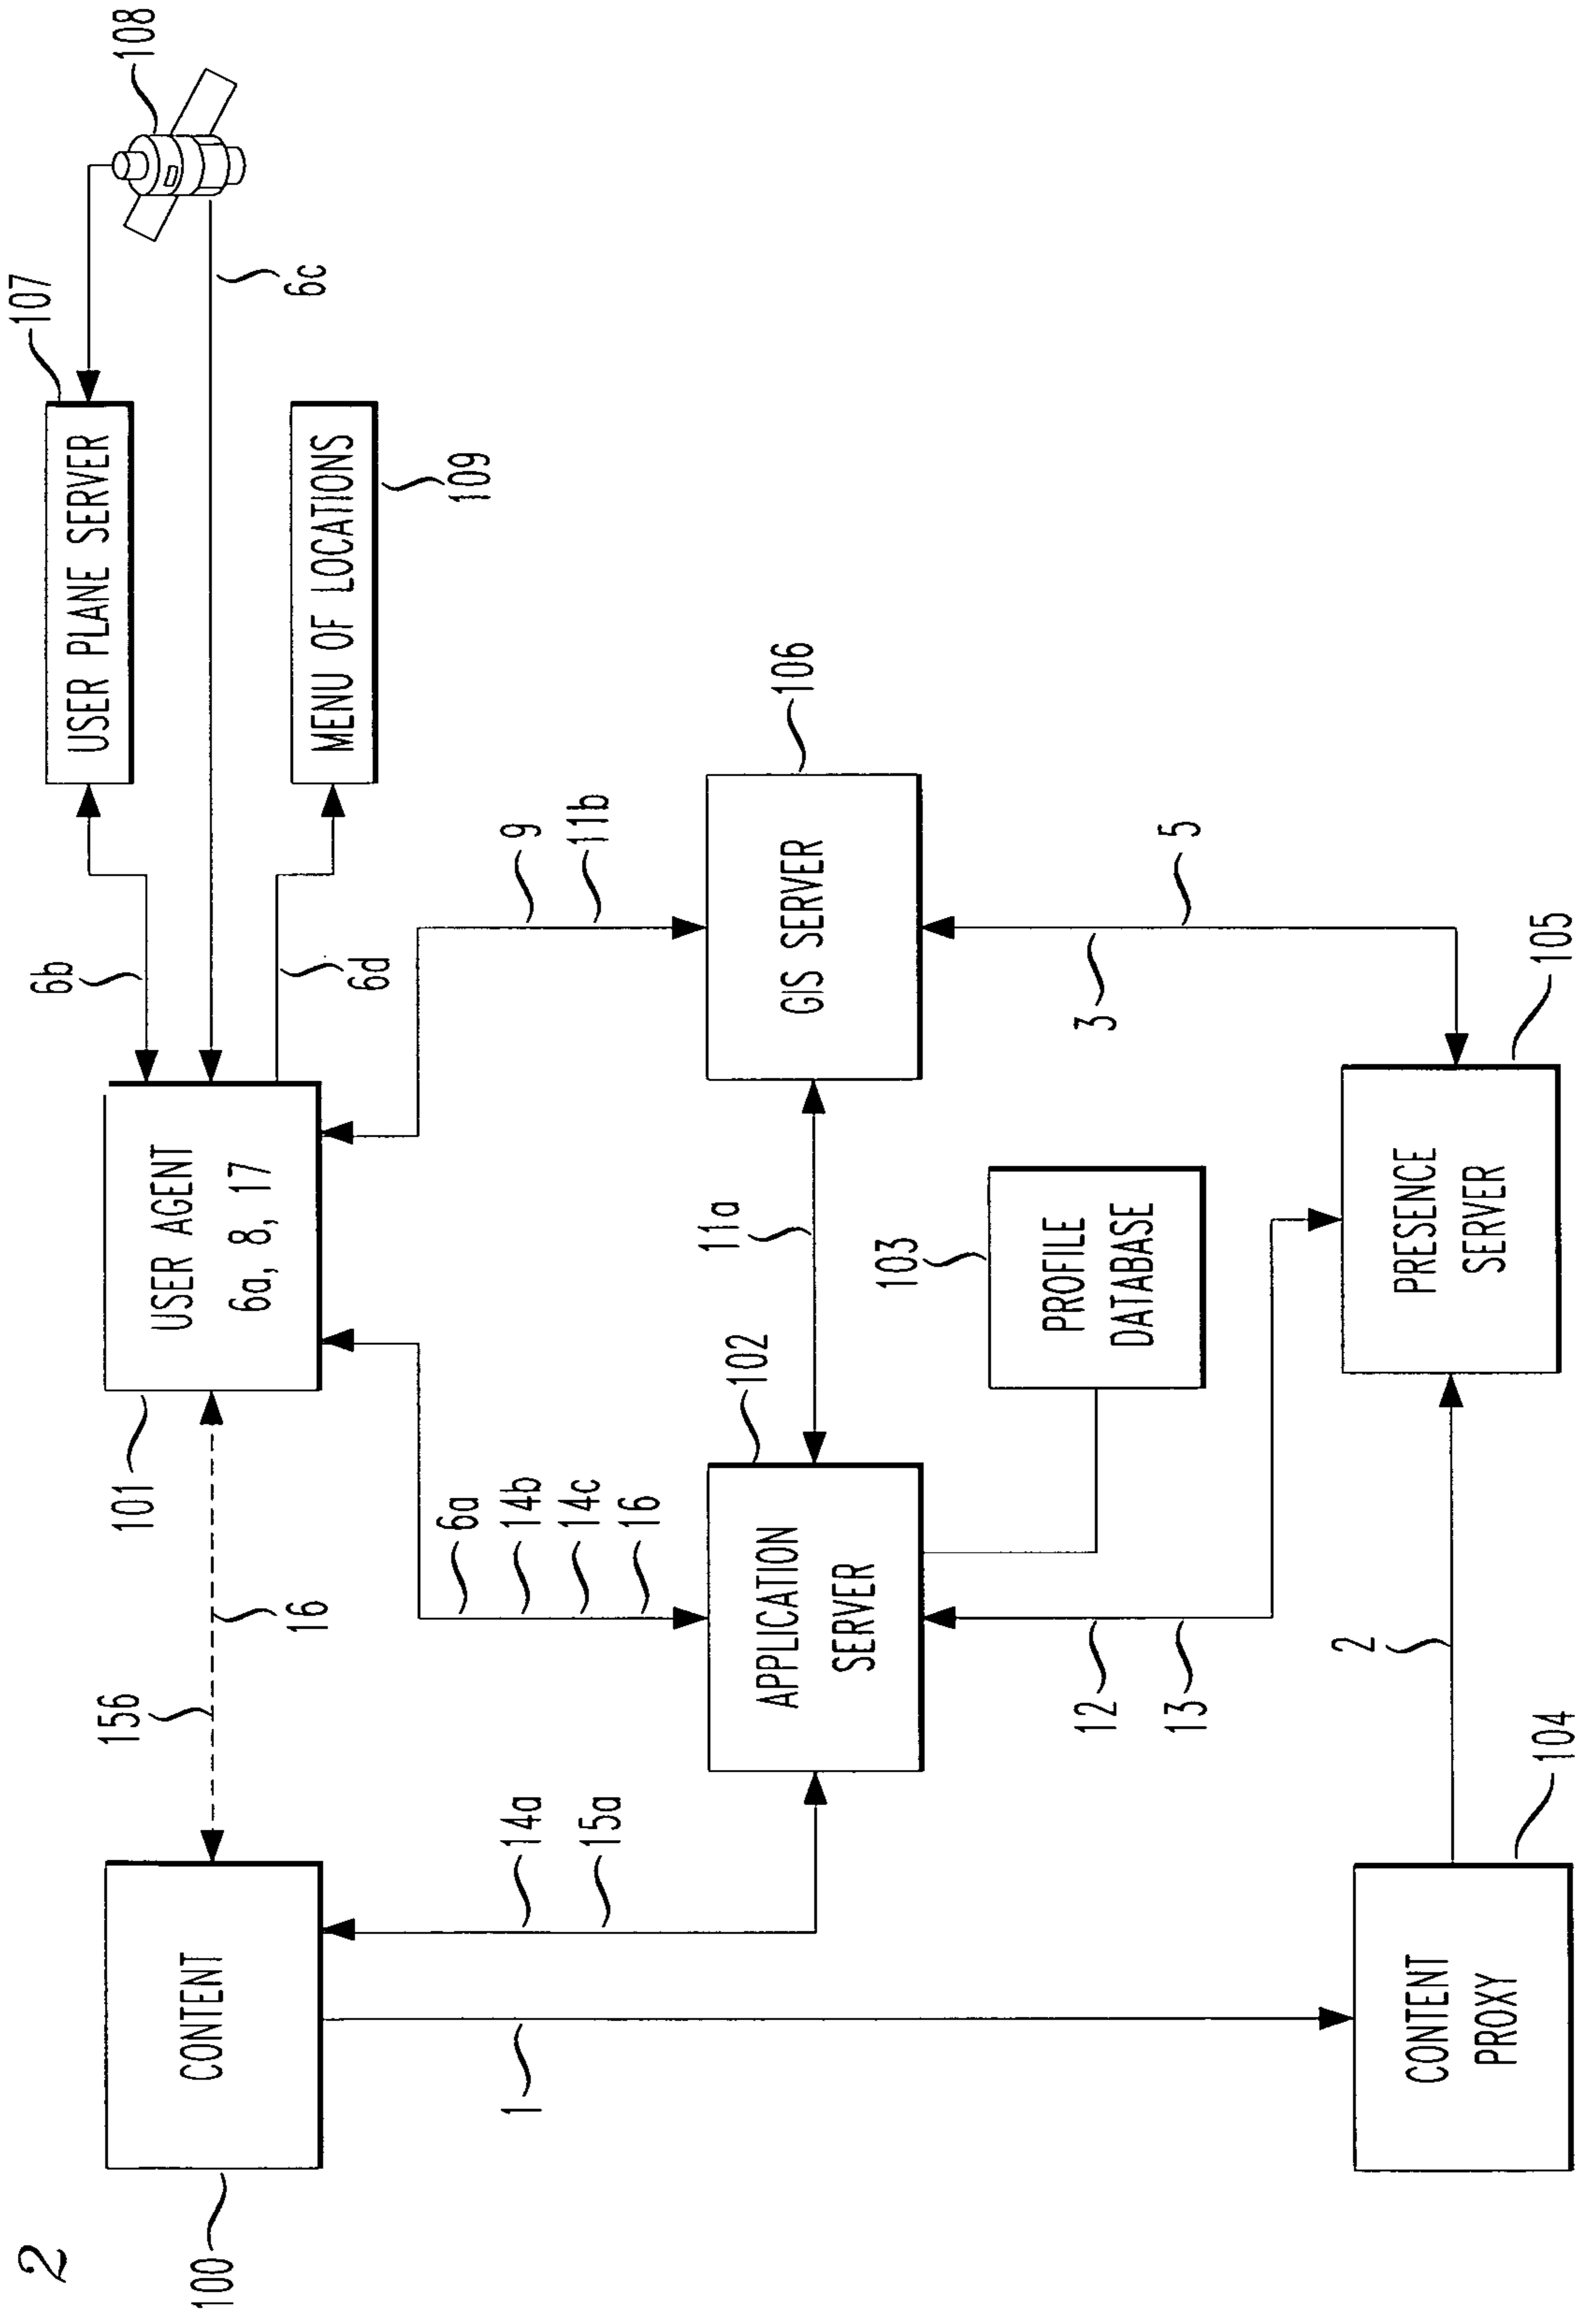 2
100
CONTENT
156
16
101
USER AGENT
6a, 8, 17
6b
6c
6d
USER PLANE SERVER
107
108
MENU OF LOCATIONS
109
1
14a
15a
6a
14b
14c
16
9
11b
APPLICATION
SERVER
102
11a
GIS SERVER
106
PROFILE
DATABASE
103
12
13
3
5
CONTENT
PROXY
104
2
PRESENCE
SERVER
105